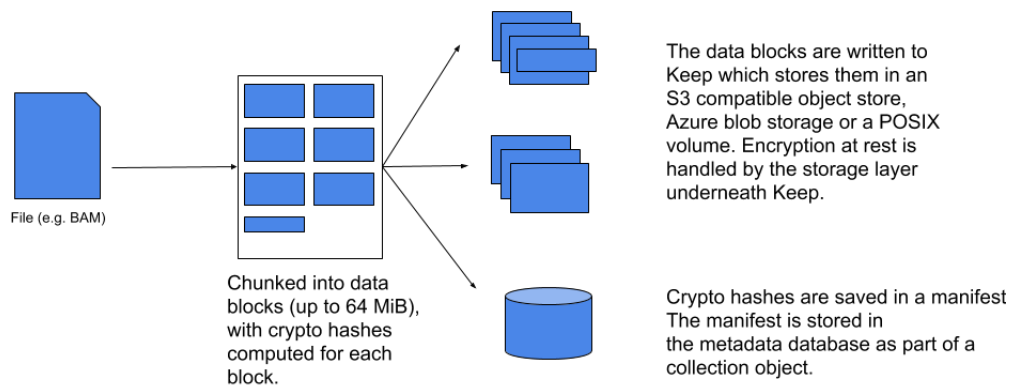 File (e.g. BAM)
Chunked into data
blocks (up to 64 MiB),
with crypto hashes
computed for each
block.
The data blocks are written to
Keep which stores them in an
S3 compatible object store,
Azure blob storage or a POSIX
volume. Encryption at rest is
handled by the storage layer
underneath Keep.
Crypto hashes are saved in a manifest
The manifest is stored in
the metadata database as part of a
collection object.